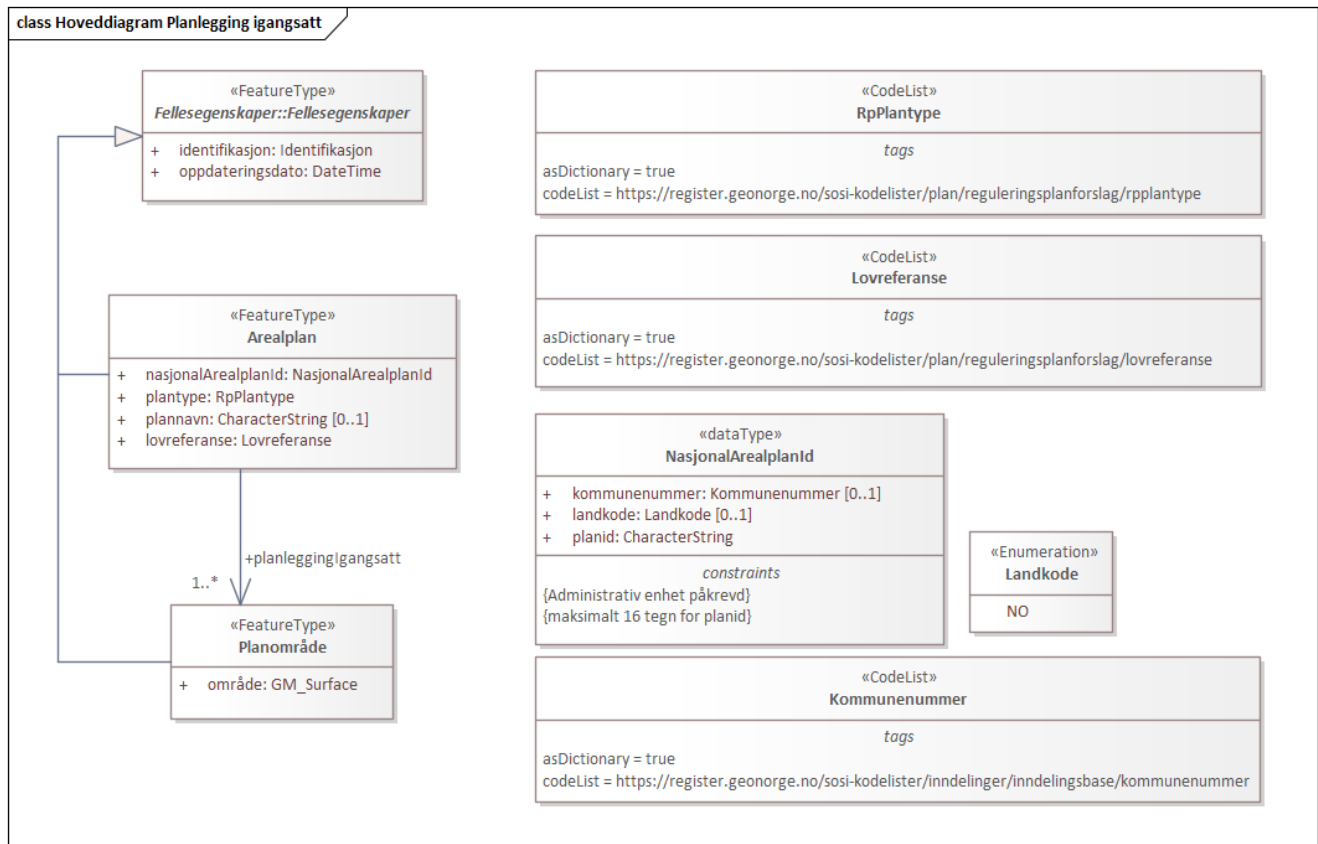 class Hoveddiagram Planlegging igangsatt
«FeatureType»
Fellesegenskaper::Fellesegenskaper
+ identifikasjon: Identifikasjon
+ oppdateringsdato: DateTime
«FeatureType»
Arealplan
+ nasjonalArealplanId: NasjonalArealplanId
+ plantype: RpPlantype
+ plannavn: CharacterString [0..1]
+ lovreferanse: Lovreferanse
+planleggingIgangsatt
1..*
«FeatureType»
Planområde
+ område: GM_Surface
«CodeList»
RpPlantype
tags
asDictionary = true
codeList = https://register.geonorge.no/sosi-kodelister/plan/reguleringsplanforslag/rpplantype
«CodeList»
Lovreferanse
tags
asDictionary = true
codeList = https://register.geonorge.no/sosi-kodelister/plan/reguleringsplanforslag/lovreferanse
«dataType»
NasjonalArealplanId
+ kommunenummer: Kommunenummer [0..1]
+ landkode: Landkode [0..1]
+ planid: CharacterString
constraints
{Administrativ enhet påkrevd}
{maksimalt 16 tegn for planid}
«Enumeration»
Landkode
NO
«CodeList»
Kommunenummer
tags
asDictionary = true
codeList = https://register.geonorge.no/sosi-kodelister/inndelinger/inndelingsbase/kommunenummer